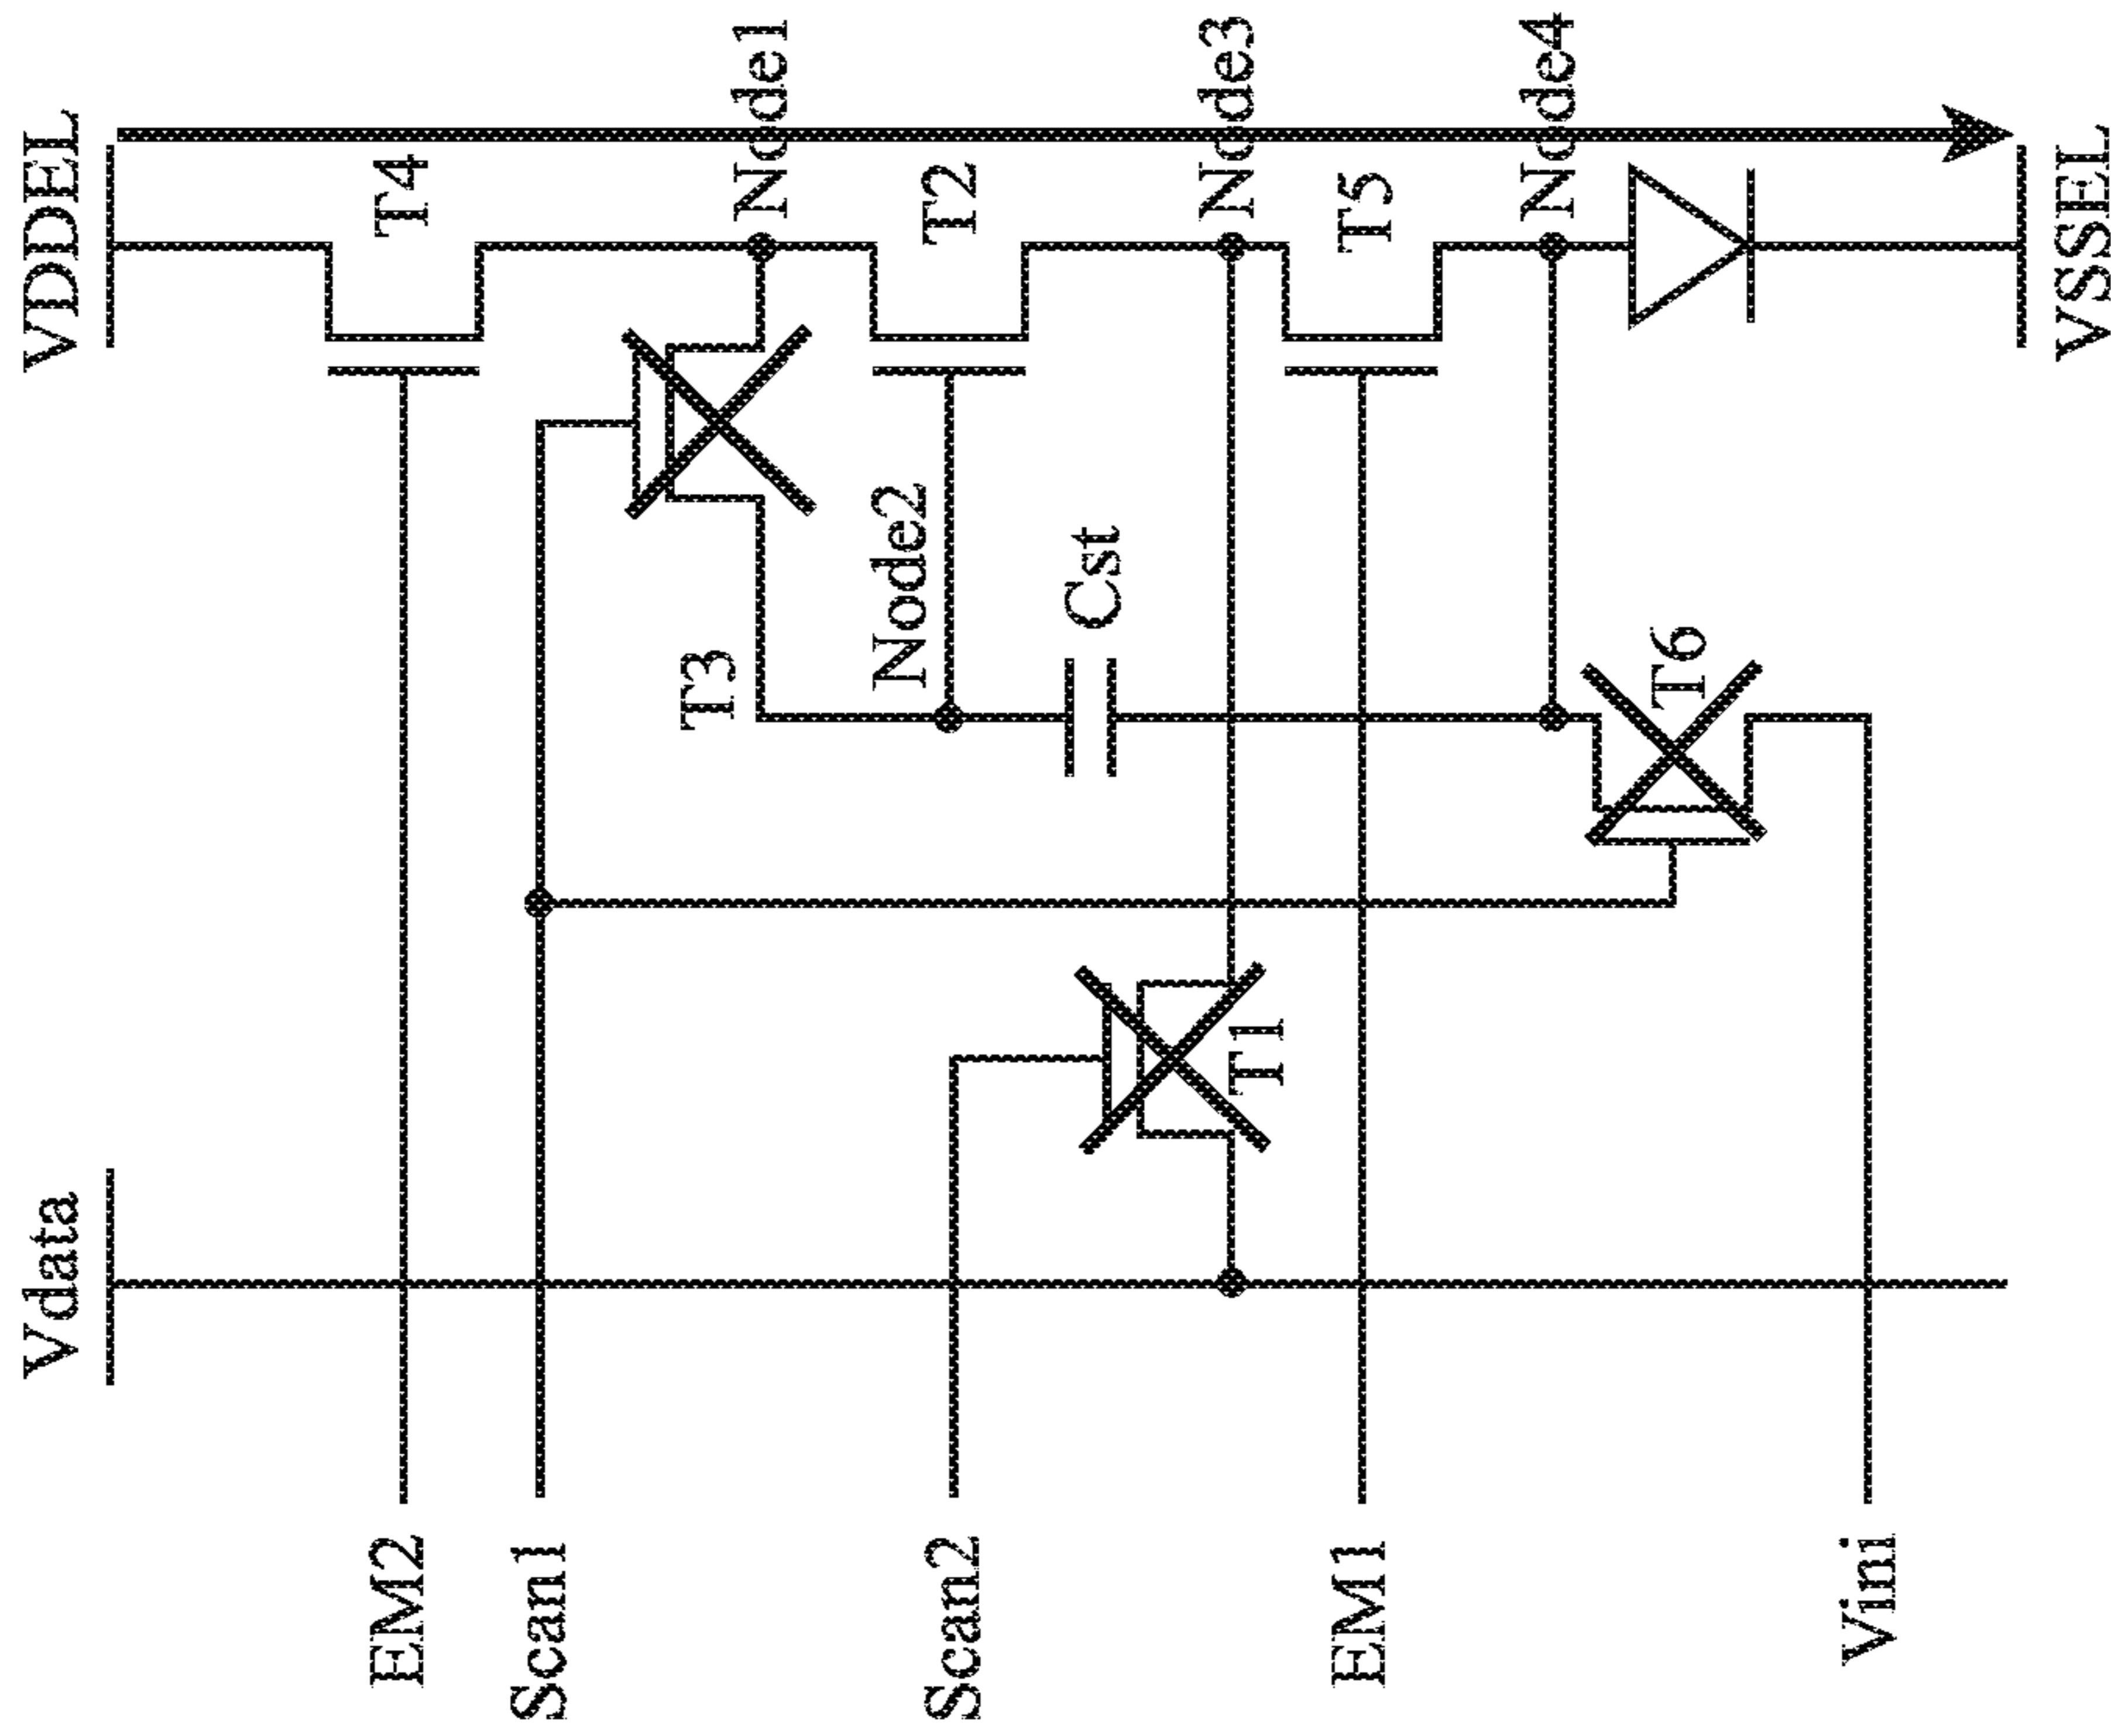 VDDEL
T4
Node1
T2
Node3
T5
Node4
VSSEL
T3
Node2
Cst
T6
T1
Vdata
EM2
Scan1
Scan2
EM1
Vini